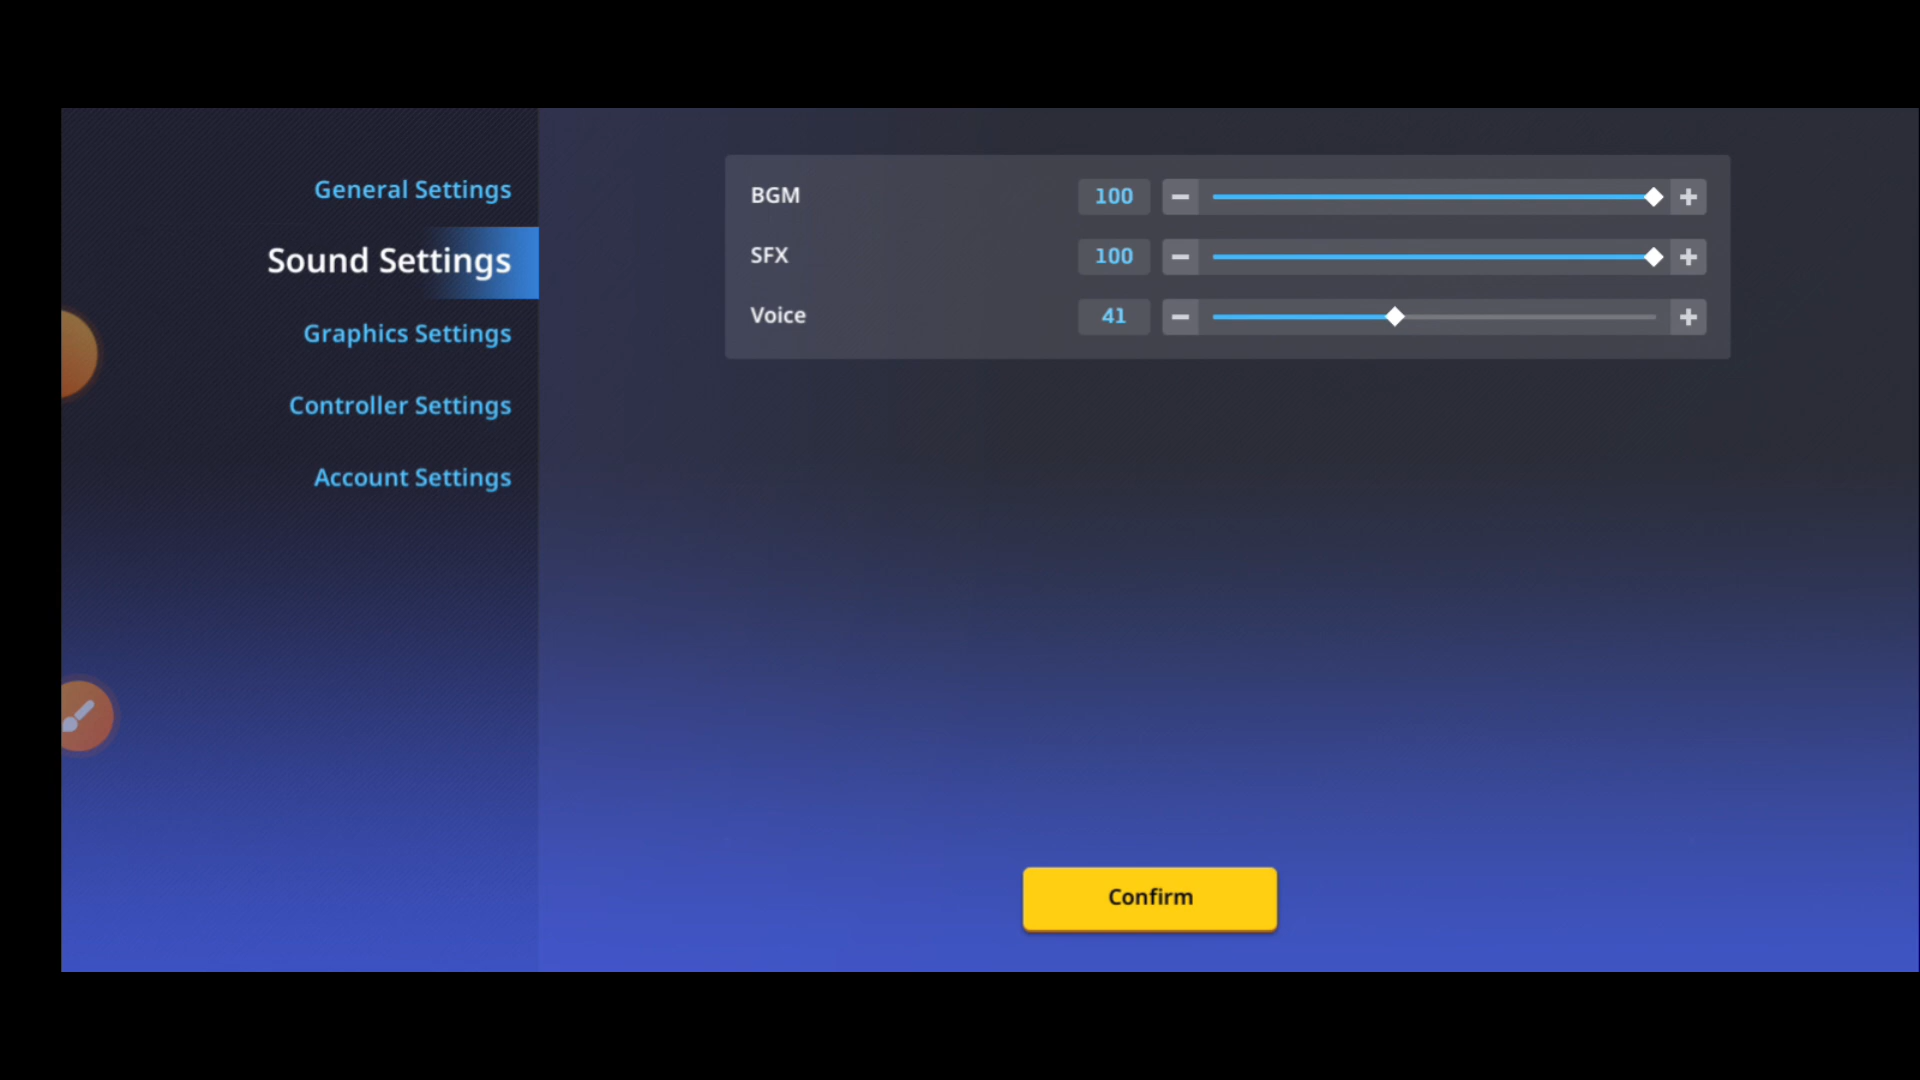 General Settings
Sound Settings
Graphics Settings
Controller Settings
Account Settings
BGM 100
SFX 100
Voice 41
Confirm